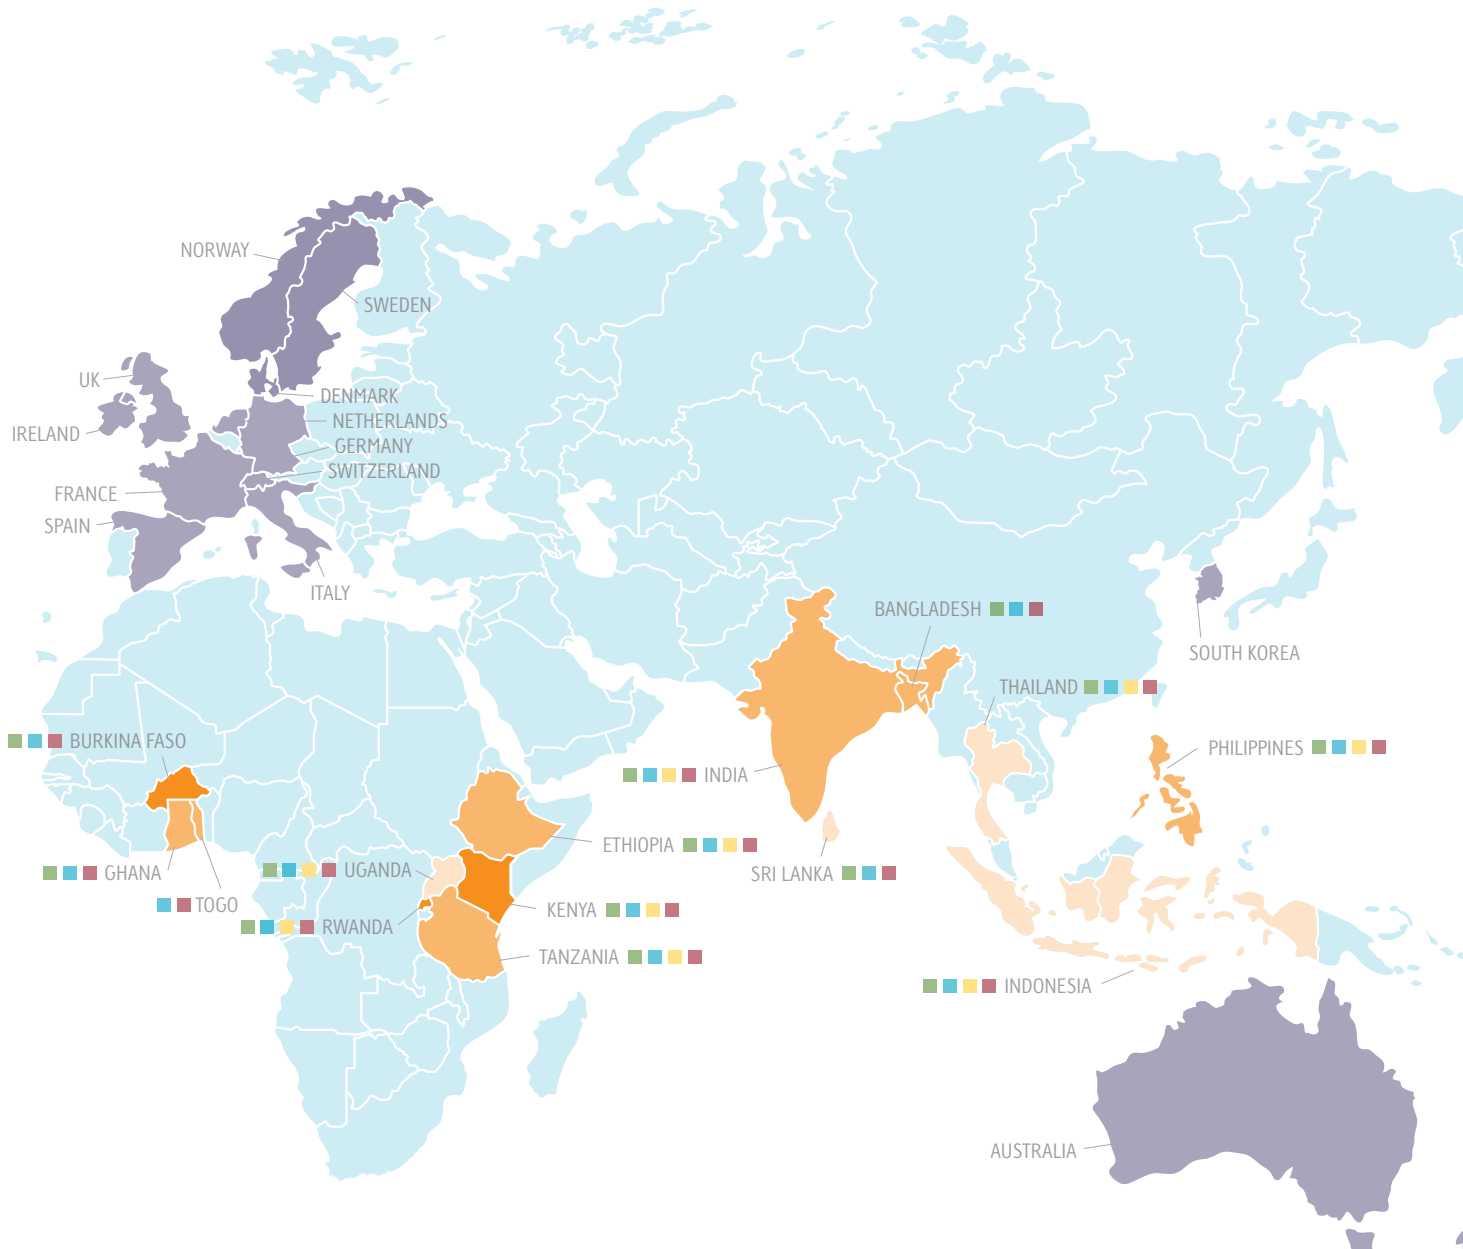 NORWAY
SWEDEN
UK
DENMARK
NETHERLANDS
IRELAND
GERMANY
SWITZERLAND
FRANCE
SPAIN
ITALY
BANGLADESH
SOUTH KOREA
THAILAND
BURKINA FASO
PHILIPPINES
INDIA
ETHIOPIA
GHANA
UGANDA
SRI LANKA
TOGO
KENYA
RWANDA
TANZANIA
INDONESIA
AUSTRALIA